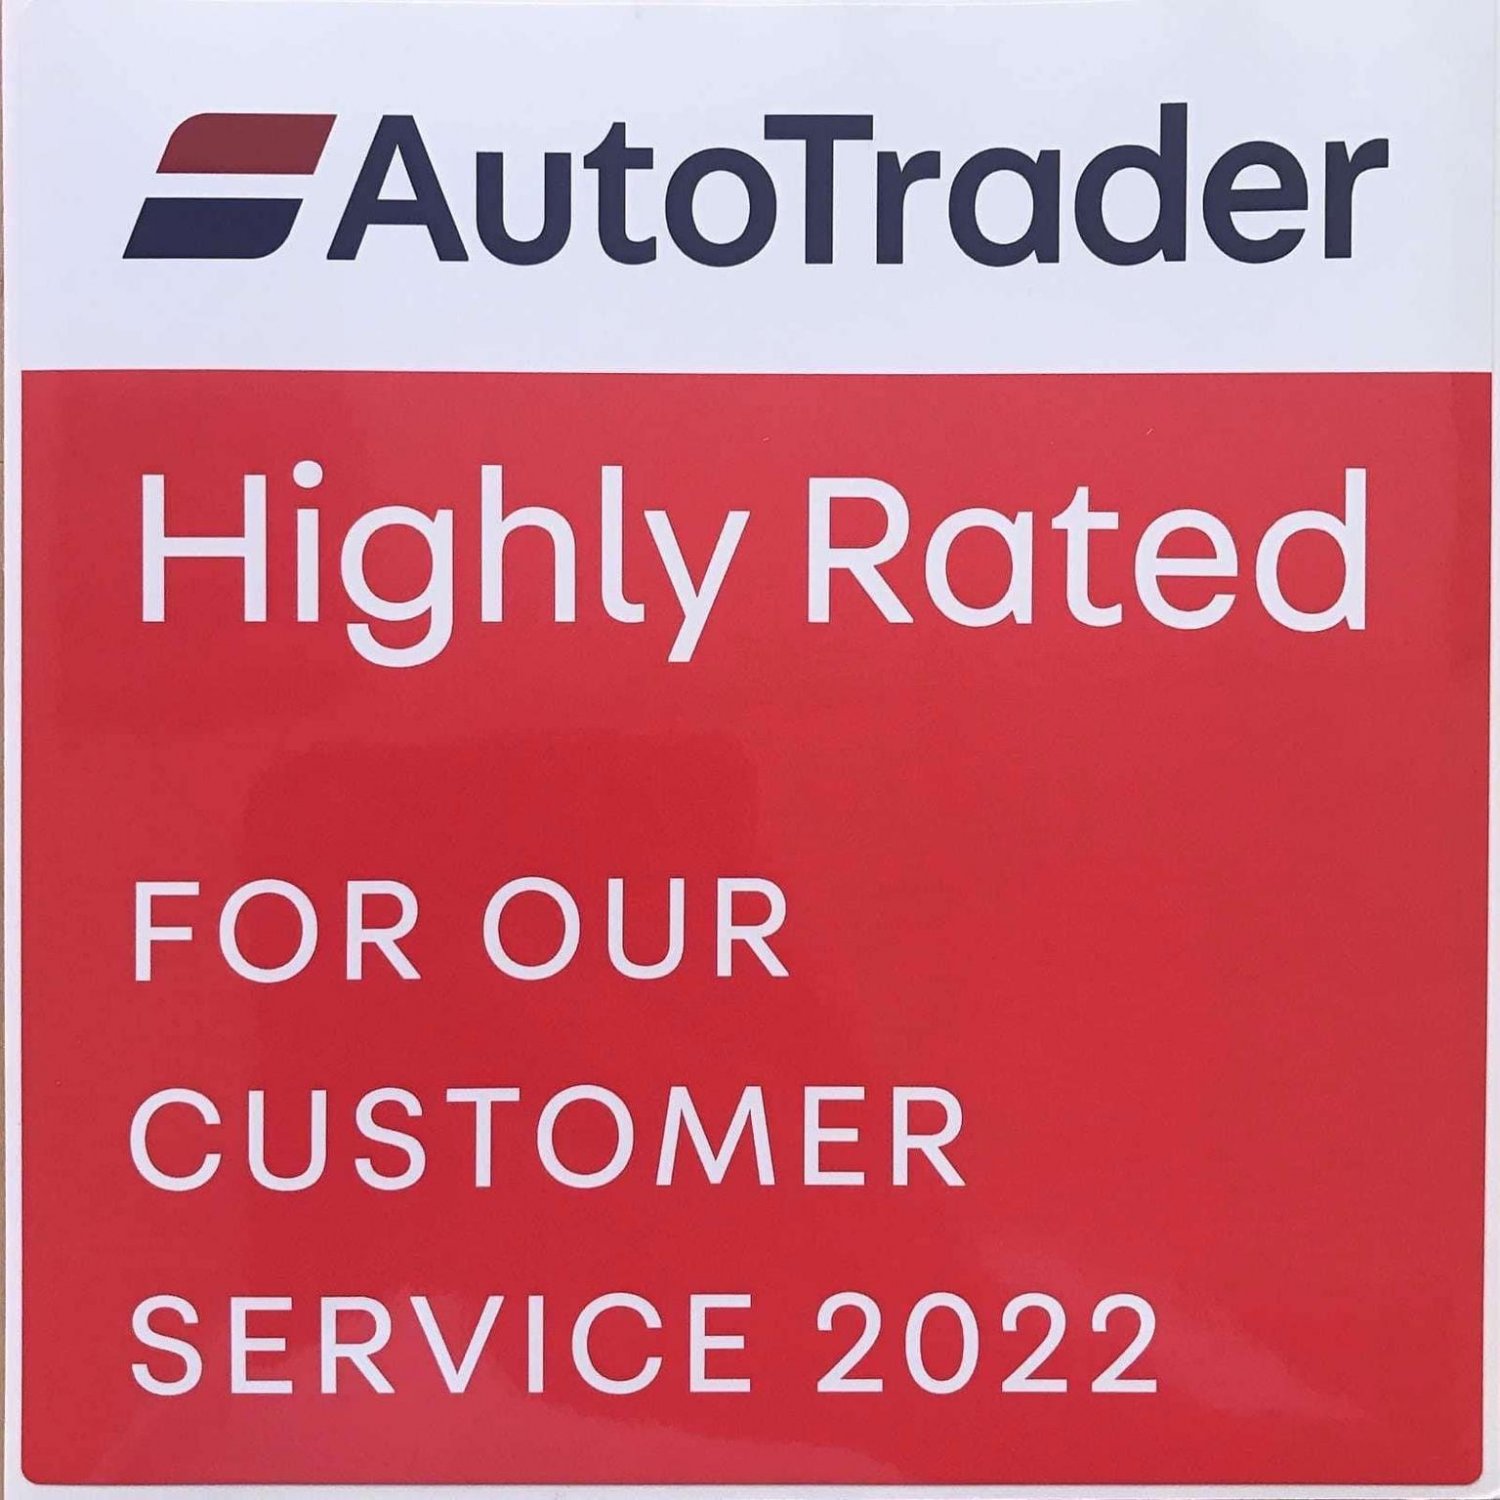 AutoTrader
Highly Rated
FOR OUR
CUSTOMER
SERVICE 2022